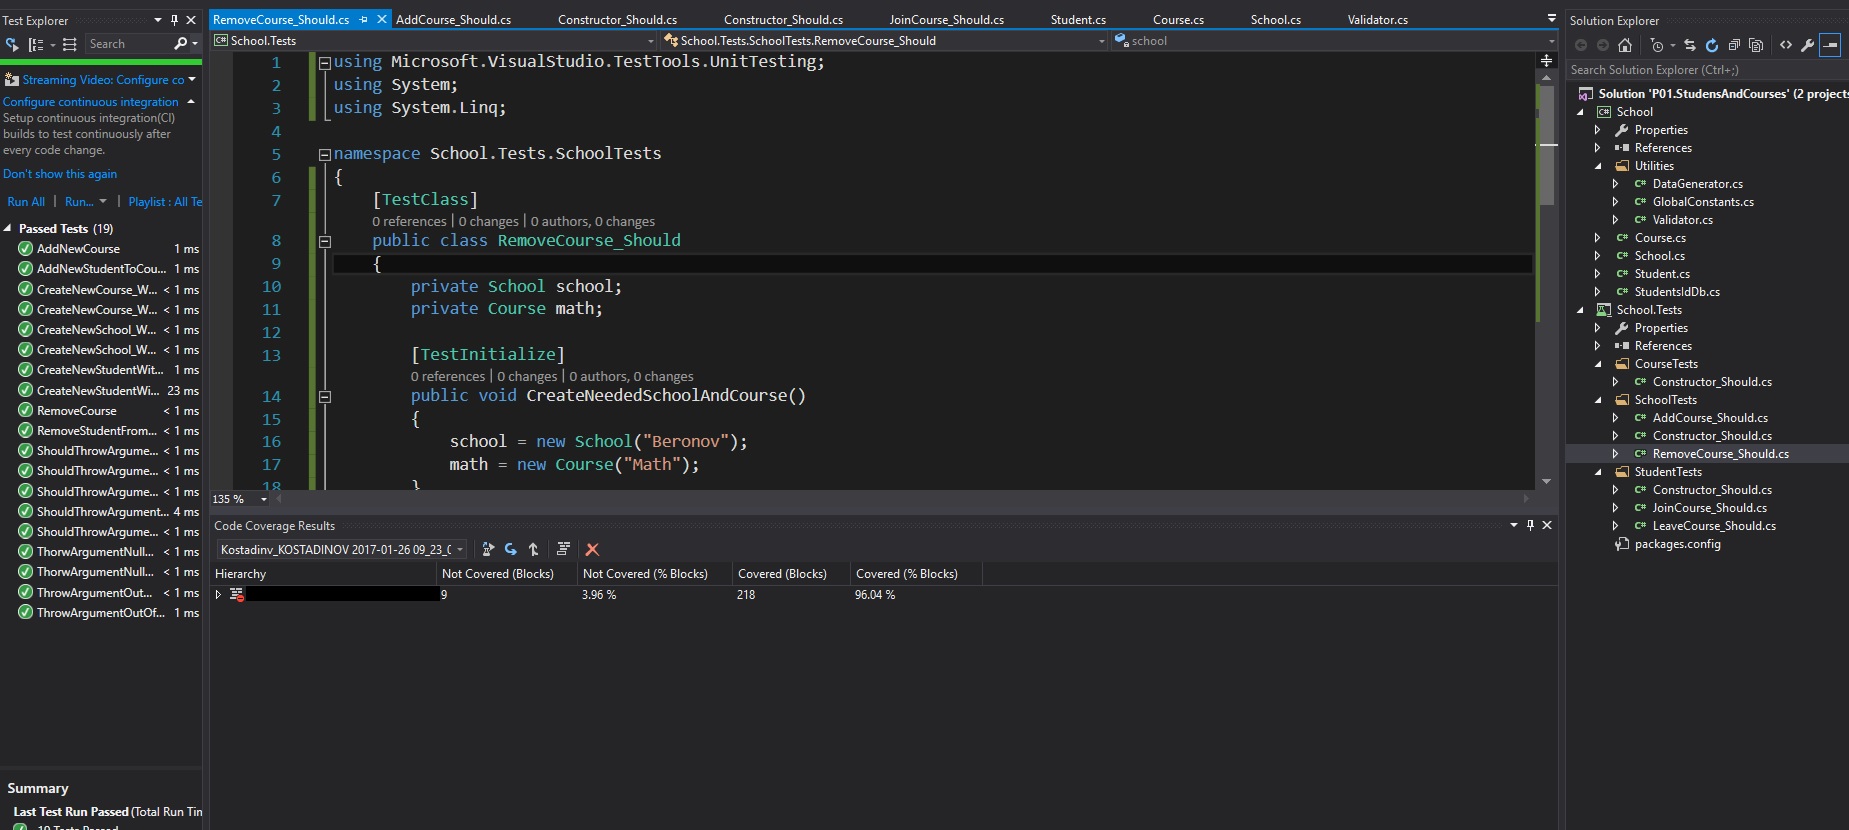 Test Explorer
Search
Streaming Video: Configure co
Configure continuous integration
Setup continuous integration(CI)
builds to test continuously after
every code change.
Don't show this again
Run All | Run... | Playlist : All Te
Passed Tests (19)
AddNewCourse 1 ms
AddNewStudentToCou... 1 ms
CreateNewCourse_W... < 1 ms
CreateNewCourse_W... < 1 ms
CreateNewSchool_W... < 1 ms
CreateNewSchool_W... < 1 ms
CreateNewStudentWit... 1 ms
CreateNewStudentWi... 23 ms
RemoveCourse < 1 ms
RemoveStudentFrom... < 1 ms
ShouldThrowArgume... < 1 ms
ShouldThrowArgume... < 1 ms
ShouldThrowArgume... < 1 ms
ShouldThrowArgument... 4 ms
ShouldThrowArgume... < 1 ms
ThorwArgumentNull... < 1 ms
ThorwArgumentNull... < 1 ms
ThrowArgumentOut... < 1 ms
ThrowArgumentOutOf... 1 ms
Summary
Last Test Run Passed (Total Run Tin
19 Tests Passed
RemoveCourse_Should.cs AddCourse_Should.cs Constructor_Should.cs Constructor_Should.cs JoinCourse_Should.cs Student.cs Course.cs School.cs Validator.cs
School.Tests School.Tests.SchoolTests.RemoveCourse_Should school
1 using Microsoft.VisualStudio.TestTools.UnitTesting;
2 using System;
3 using System.Linq;
4
5 namespace School.Tests.SchoolTests
6 {
7 [TestClass]
0 references | 0 changes | 0 authors, 0 changes
8 public class RemoveCourse_Should
9 {
10 private School school;
11 private Course math;
12
13 [TestInitialize]
0 references | 0 changes | 0 authors, 0 changes
14 public void CreateNeededSchoolAndCourse()
15 {
16 school = new School("Beronov");
17 math = new Course("Math");
18 }
135 %
Code Coverage Results
Kostadinv_KOSTADINOV 2017-01-26 09_23_0
Hierarchy Not Covered (Blocks) Not Covered (% Blocks) Covered (Blocks) Covered (% Blocks)
9 3.96 % 218 96.04 %
Solution Explorer
Search Solution Explorer (Ctrl+;)
Solution 'P01.StudensAndCourses' (2 projects
School
Properties
References
Utilities
DataGenerator.cs
GlobalConstants.cs
Validator.cs
Course.cs
School.cs
Student.cs
StudentsIdDb.cs
School.Tests
Properties
References
CourseTests
Constructor_Should.cs
SchoolTests
AddCourse_Should.cs
Constructor_Should.cs
RemoveCourse_Should.cs
StudentTests
Constructor_Should.cs
JoinCourse_Should.cs
LeaveCourse_Should.cs
packages.config